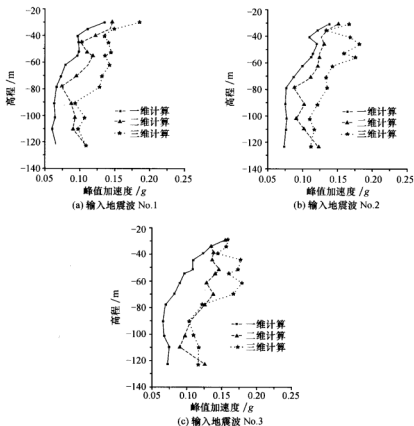 -20
-40
-60
-80
-100
-120
-140
高程 /m
一维计算
二维计算
三维计算
0.05 0.10 0.15 0.20 0.25
峰值加速度 /g
(a) 输入地震波 No.1
-20
-40
-60
-80
-100
-120
-140
高程 /m
一维计算
二维计算
三维计算
0.05 0.10 0.15 0.20 0.25
峰值加速度 /g
(b) 输入地震波 No.2
-20
-40
-60
-80
-100
-120
-140
高程 /m
一维计算
二维计算
三维计算
0.05 0.10 0.15 0.20 0.25
峰值加速度 /g
(c) 输入地震波 No.3